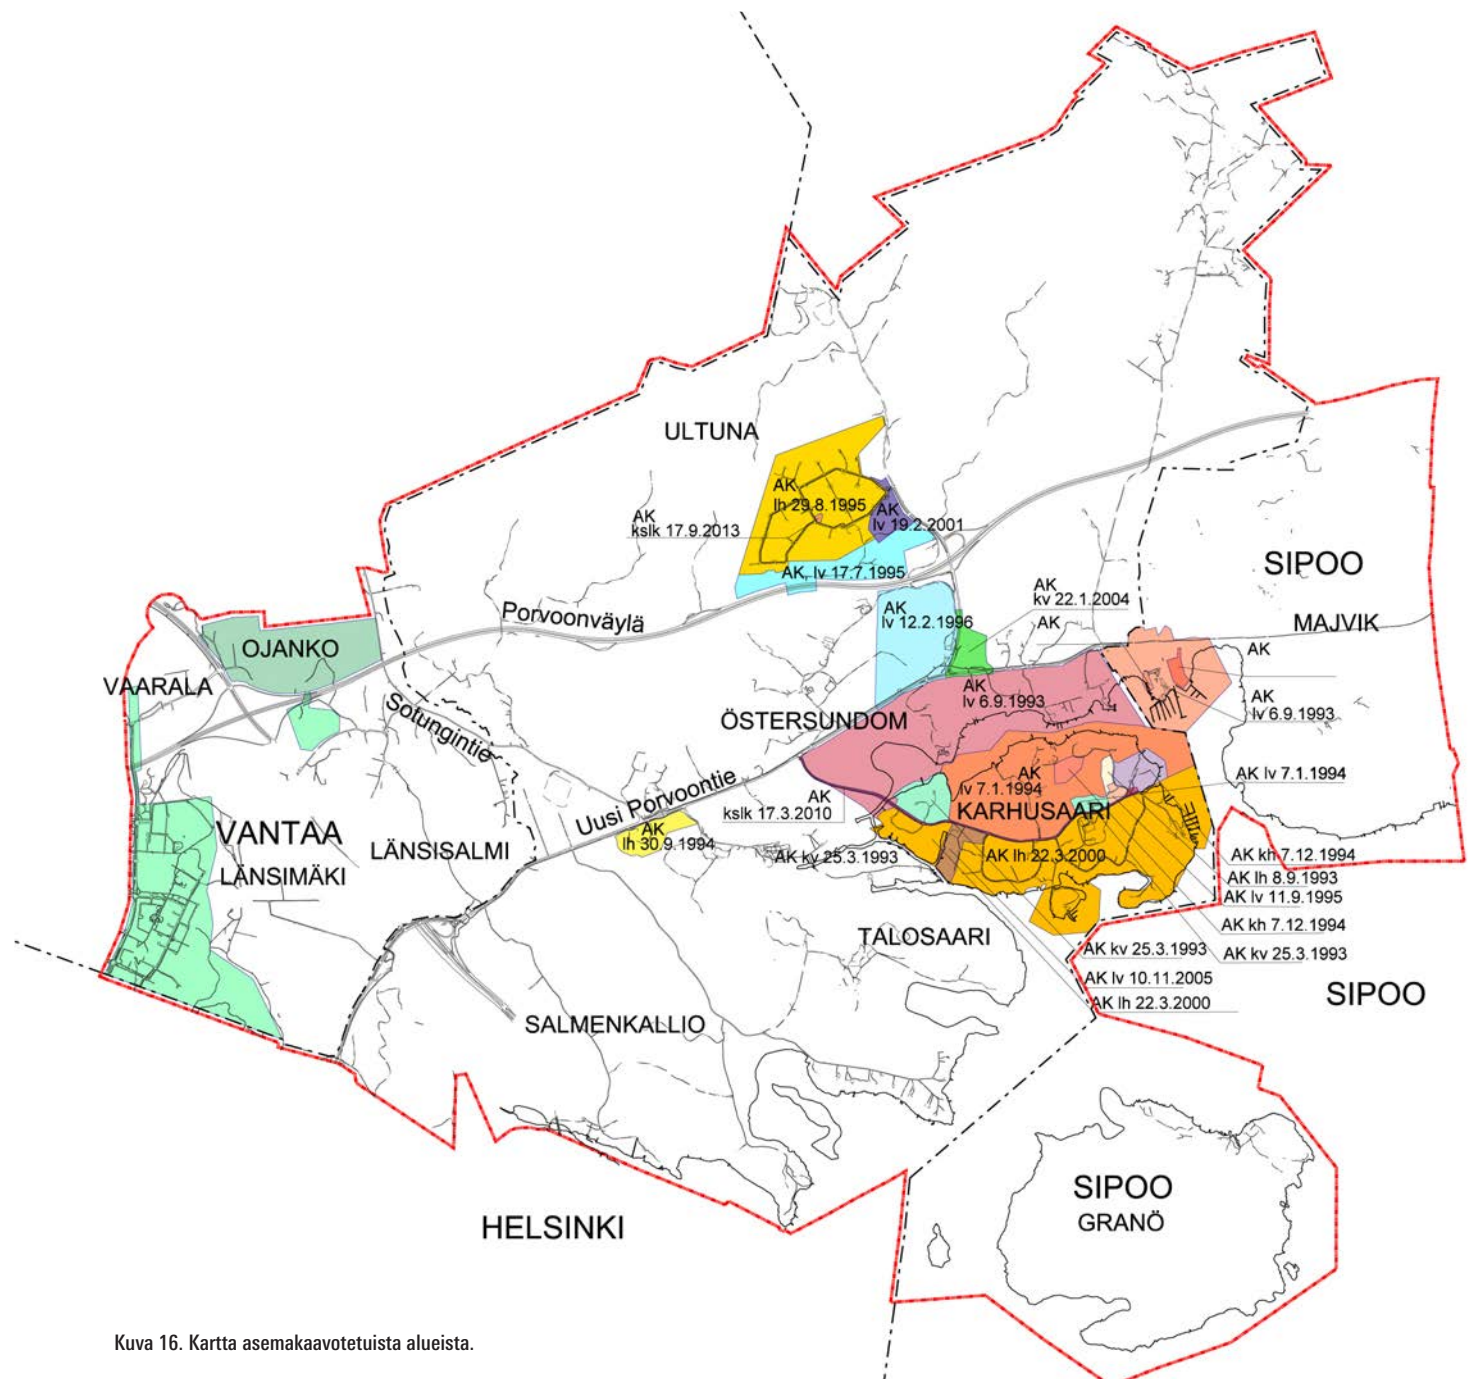 ULTUNA
AK
lh 29.8.1995
AK
kslk 17.9.2013
AK
lv 19.2.2001
AK, lv 17.7.1995
SIPOO
AK
kv 22.1.2004
Porvoonväylä
AK
lv 12.2.1996
AK
MAJVIK
OJANKO
AK
VAARALA
AK
lv 6.9.1993
AK
lv 6.9.1993
Sotungintie
ÖSTERSUNDOM
AK
lv 7.1.1994
AK lv 7.1.1994
Uusi Porvoontie
AK
kslk 17.3.2010
KARHUSAARI
VANTAA
AK
lh 30.9.1994
LÄNSISALMI
AK kv 25.3.1993
AK lh 22.3.2000
AK kh 7.12.1994
LÄNSIMÄKI
AK lh 8.9.1993
AK lv 11.9.1995
AK kh 7.12.1994
TALOSAARI
AK kv 25.3.1993
AK kv 25.3.1993
AK lv 10.11.2005
SIPOO
AK lh 22.3.2000
SALMENKALLIO
SIPOO
GRANÖ
HELSINKI
Kuva 16. Kartta asemakaavotetuista alueista.